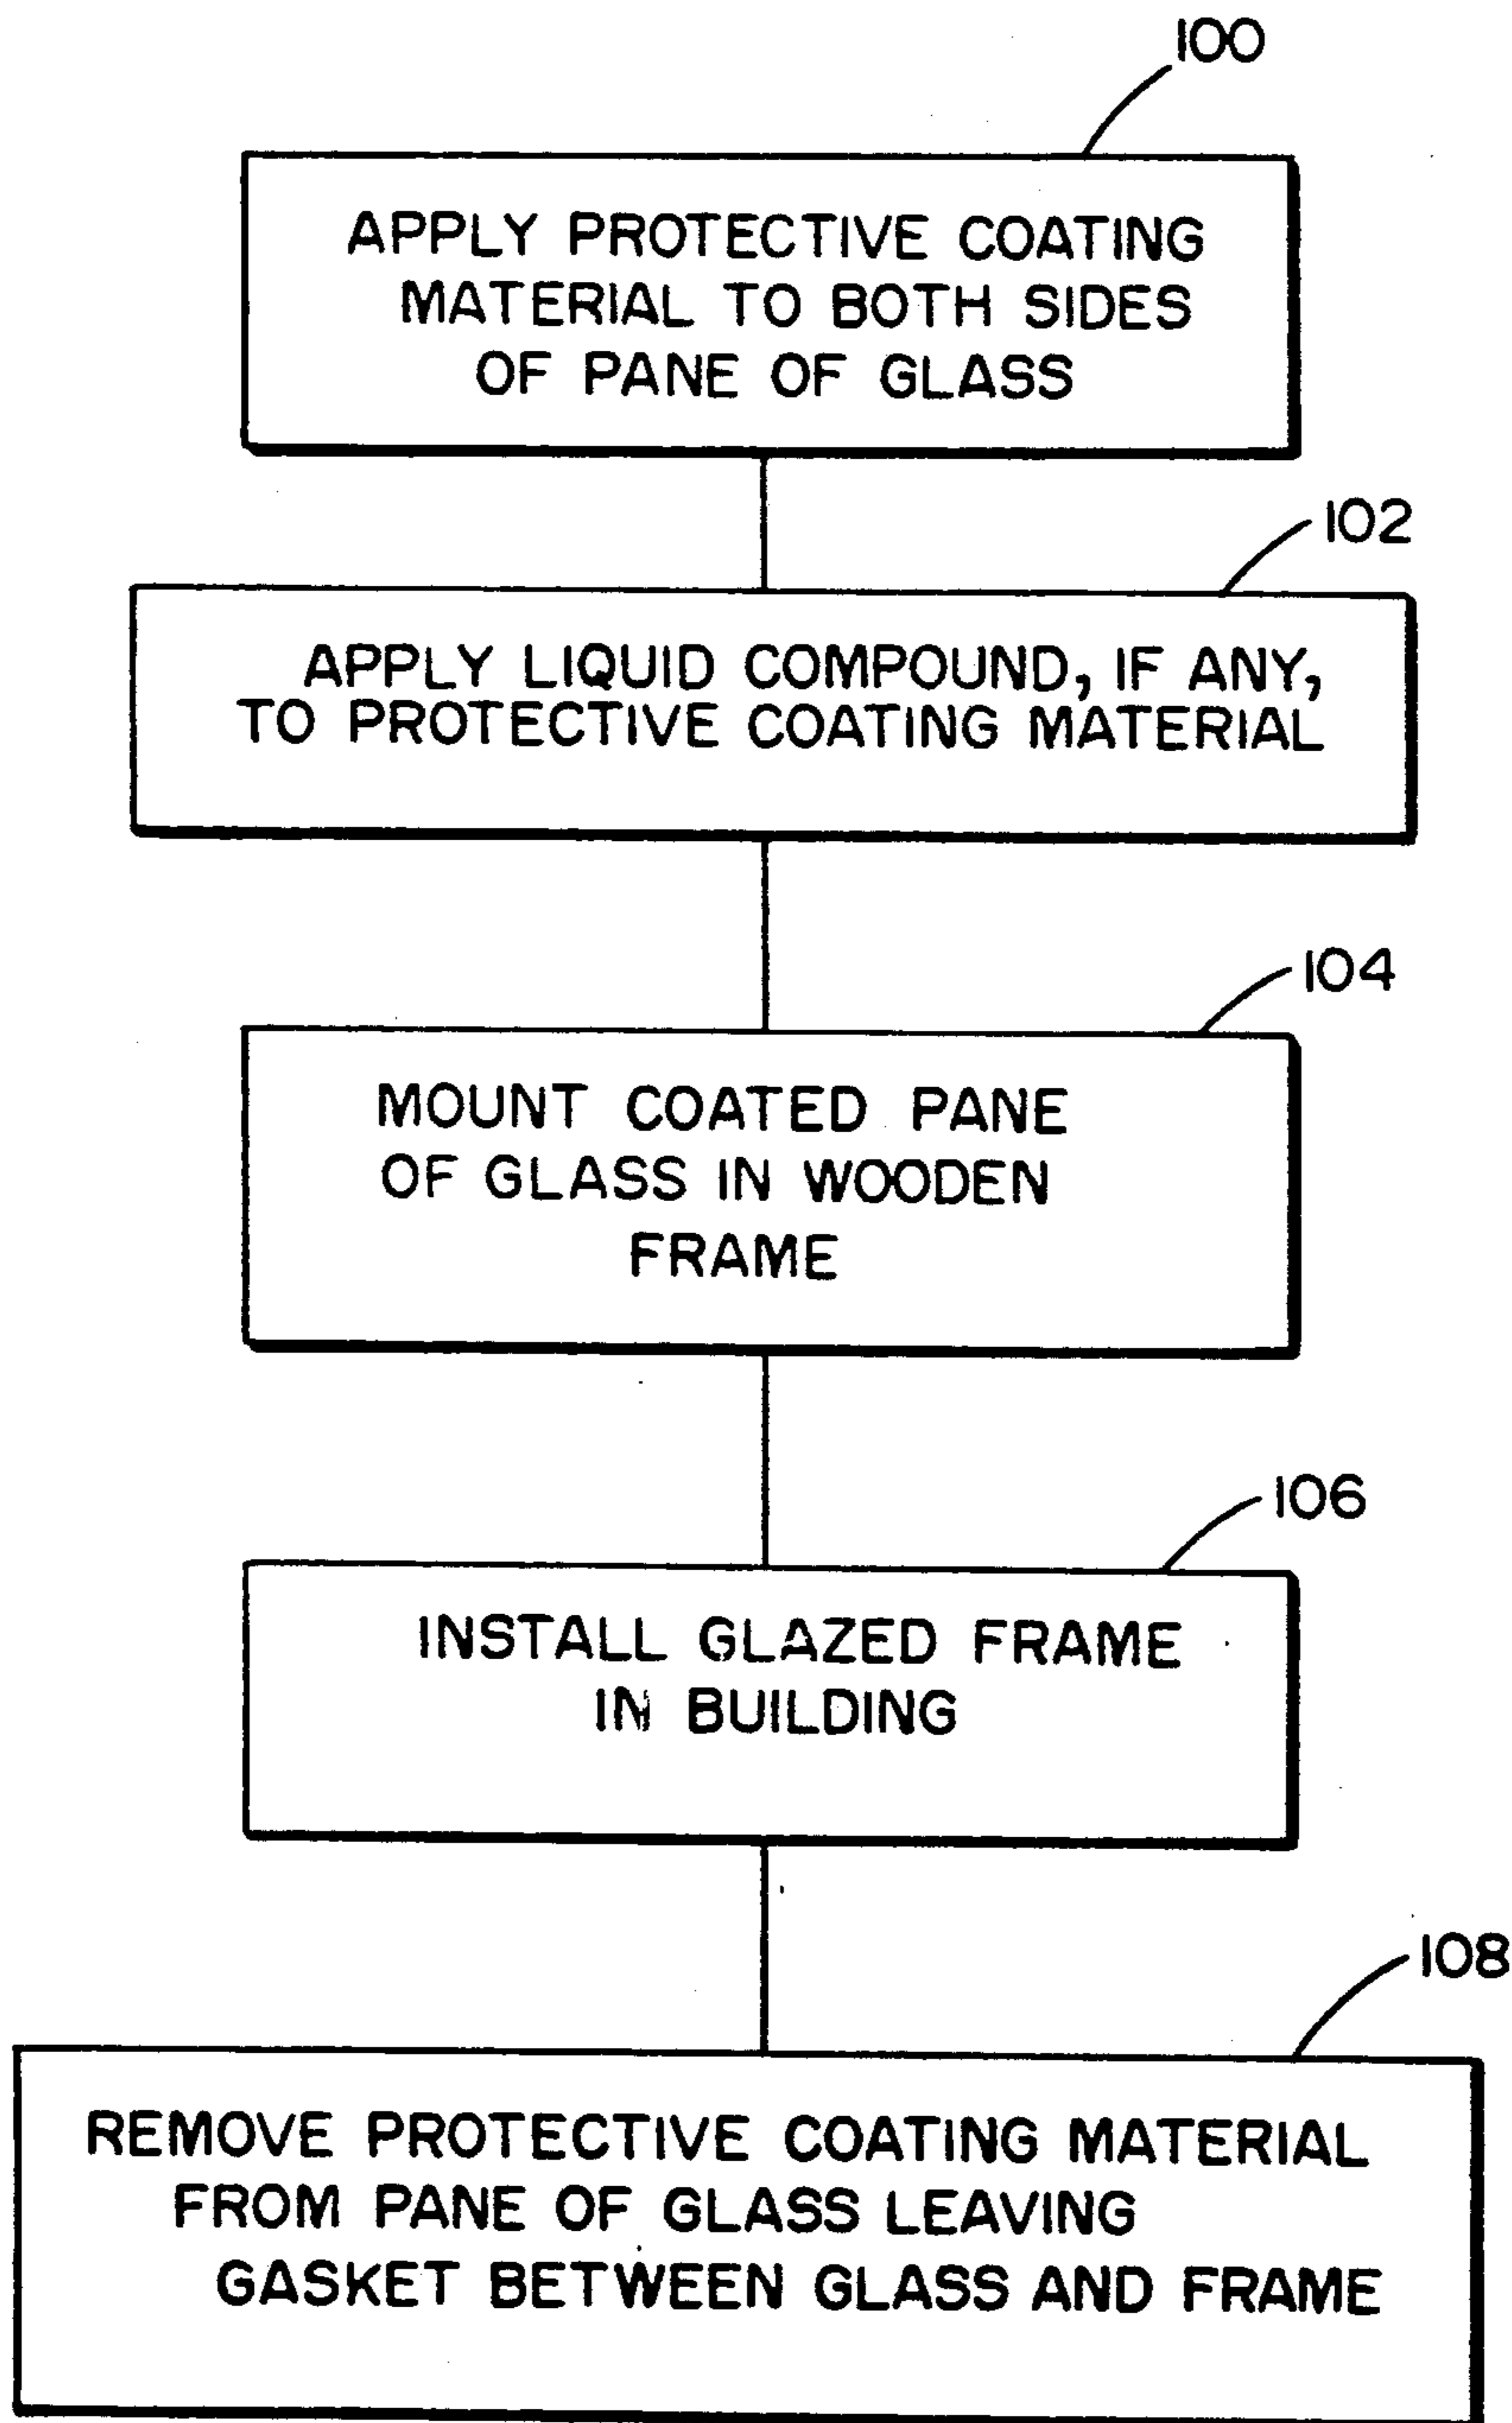 100
APPLY PROTECTIVE COATING
MATERIAL TO BOTH SIDES
OF PANE OF GLASS
102
APPLY LIQUID COMPOUND, IF ANY,
TO PROTECTIVE COATING MATERIAL
104
MOUNT COATED PANE
OF GLASS IN WOODEN
FRAME
106
INSTALL GLAZED FRAME
IN BUILDING
108
REMOVE PROTECTIVE COATING MATERIAL
FROM PANE OF GLASS LEAVING
GASKET BETWEEN GLASS AND FRAME